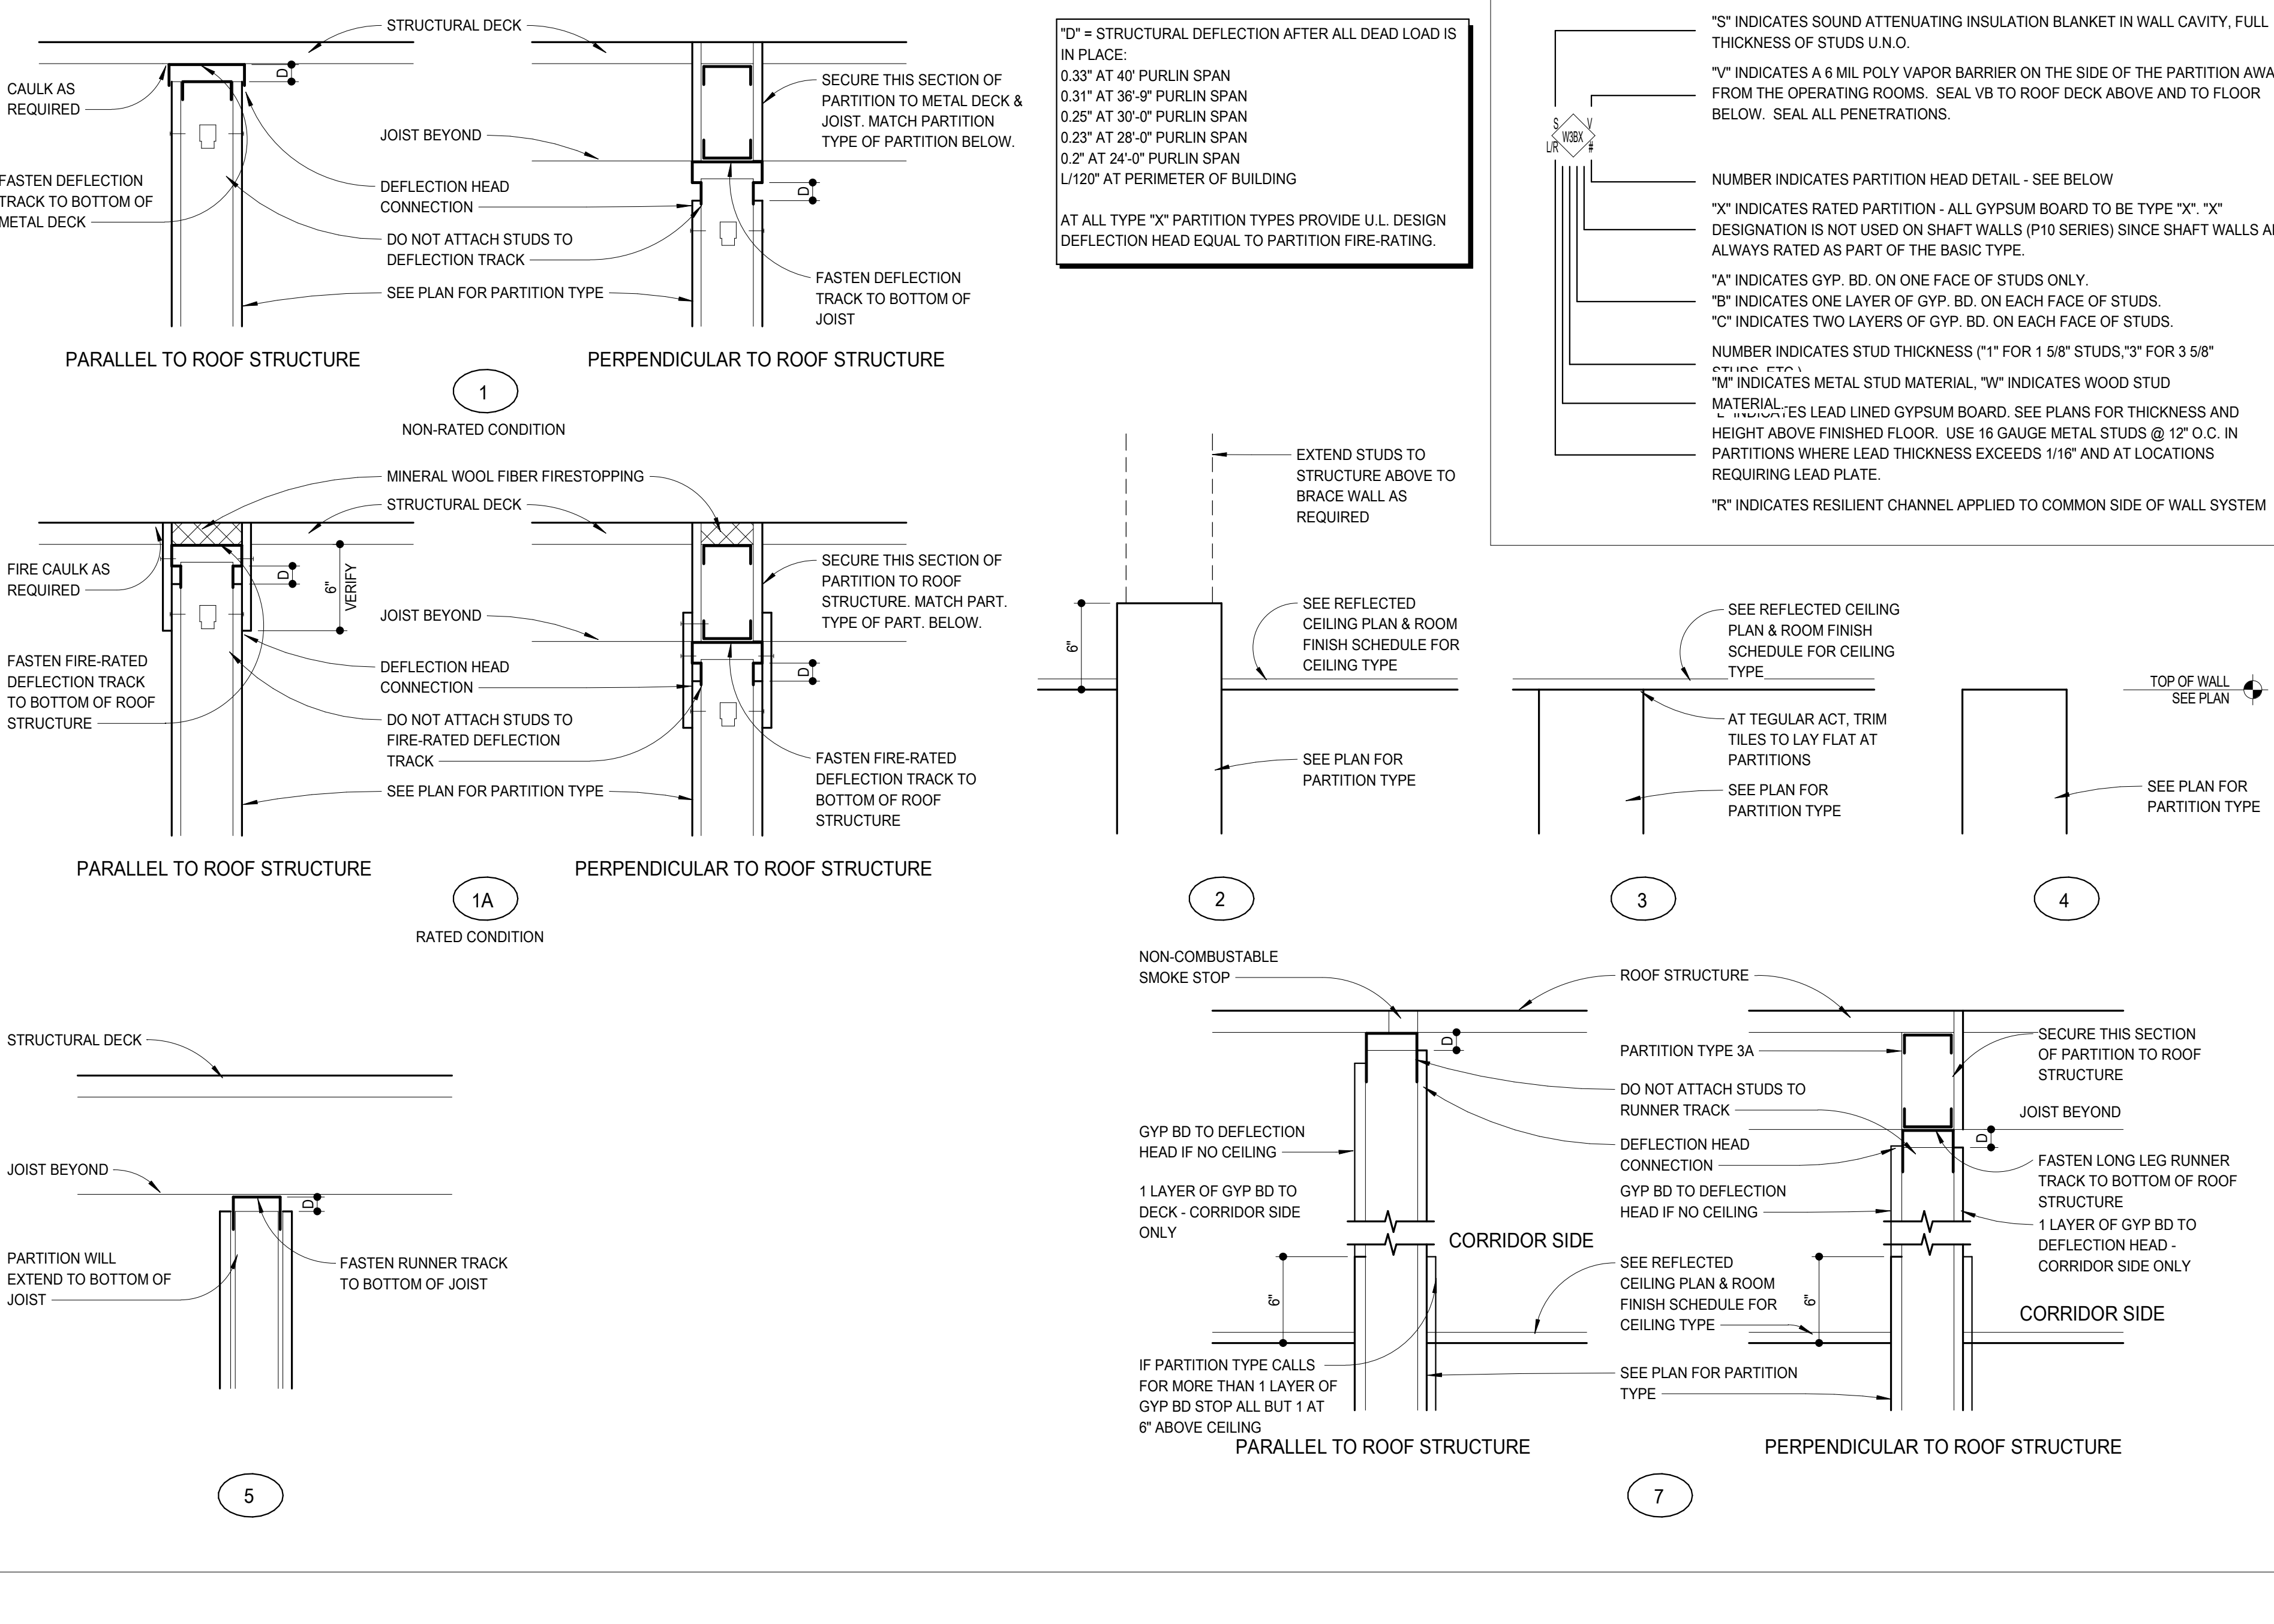 STRUCTURAL DECK
CAULK AS
REQUIRED
D
JOIST BEYOND
FASTEN DEFLECTION
TRACK TO BOTTOM OF
METAL DECK
DEFLECTION HEAD
CONNECTION
DO NOT ATTACH STUDS TO
DEFLECTION TRACK
SEE PLAN FOR PARTITION TYPE
SECURE THIS SECTION OF
PARTITION TO METAL DECK &
JOIST. MATCH PARTITION
TYPE OF PARTITION BELOW.
D
FASTEN DEFLECTION
TRACK TO BOTTOM OF
JOIST
PARALLEL TO ROOF STRUCTURE
PERPENDICULAR TO ROOF STRUCTURE
1
NON-RATED CONDITION
"D" = STRUCTURAL DEFLECTION AFTER ALL DEAD LOAD IS
IN PLACE:
0.33" AT 40' PURLIN SPAN
0.31" AT 36'-9" PURLIN SPAN
0.25" AT 30'-0" PURLIN SPAN
0.23" AT 28'-0" PURLIN SPAN
0.2" AT 24'-0" PURLIN SPAN
L/120" AT PERIMETER OF BUILDING
AT ALL TYPE "X" PARTITION TYPES PROVIDE U.L. DESIGN
DEFLECTION HEAD EQUAL TO PARTITION FIRE-RATING.
S V
W3BX
L/R #
"S" INDICATES SOUND ATTENUATING INSULATION BLANKET IN WALL CAVITY, FULL
THICKNESS OF STUDS U.N.O.
"V" INDICATES A 6 MIL POLY VAPOR BARRIER ON THE SIDE OF THE PARTITION AWA
FROM THE OPERATING ROOMS. SEAL VB TO ROOF DECK ABOVE AND TO FLOOR
BELOW. SEAL ALL PENETRATIONS.
NUMBER INDICATES PARTITION HEAD DETAIL - SEE BELOW
"X" INDICATES RATED PARTITION - ALL GYPSUM BOARD TO BE TYPE "X". "X"
DESIGNATION IS NOT USED ON SHAFT WALLS (P10 SERIES) SINCE SHAFT WALLS A
ALWAYS RATED AS PART OF THE BASIC TYPE.
"A" INDICATES GYP. BD. ON ONE FACE OF STUDS ONLY.
"B" INDICATES ONE LAYER OF GYP. BD. ON EACH FACE OF STUDS.
"C" INDICATES TWO LAYERS OF GYP. BD. ON EACH FACE OF STUDS.
NUMBER INDICATES STUD THICKNESS ("1" FOR 1 5/8" STUDS,"3" FOR 3 5/8"
STUDS, ETC.)
"M" INDICATES METAL STUD MATERIAL, "W" INDICATES WOOD STUD
MATERIAL.
"L" INDICATES LEAD LINED GYPSUM BOARD. SEE PLANS FOR THICKNESS AND
HEIGHT ABOVE FINISHED FLOOR. USE 16 GAUGE METAL STUDS @ 12" O.C. IN
PARTITIONS WHERE LEAD THICKNESS EXCEEDS 1/16" AND AT LOCATIONS
REQUIRING LEAD PLATE.
"R" INDICATES RESILIENT CHANNEL APPLIED TO COMMON SIDE OF WALL SYSTEM
MINERAL WOOL FIBER FIRESTOPPING
STRUCTURAL DECK
FIRE CAULK AS
REQUIRED
D
6"
VERIFY
JOIST BEYOND
FASTEN FIRE-RATED
DEFLECTION TRACK
TO BOTTOM OF ROOF
STRUCTURE
DEFLECTION HEAD
CONNECTION
DO NOT ATTACH STUDS TO
FIRE-RATED DEFLECTION
TRACK
SEE PLAN FOR PARTITION TYPE
SECURE THIS SECTION OF
PARTITION TO ROOF
STRUCTURE. MATCH PART.
TYPE OF PART. BELOW.
D
FASTEN FIRE-RATED
DEFLECTION TRACK TO
BOTTOM OF ROOF
STRUCTURE
PARALLEL TO ROOF STRUCTURE
PERPENDICULAR TO ROOF STRUCTURE
1A
RATED CONDITION
EXTEND STUDS TO
STRUCTURE ABOVE TO
BRACE WALL AS
REQUIRED
6"
SEE REFLECTED
CEILING PLAN & ROOM
FINISH SCHEDULE FOR
CEILING TYPE
SEE PLAN FOR
PARTITION TYPE
2
SEE REFLECTED CEILING
PLAN & ROOM FINISH
SCHEDULE FOR CEILING
TYPE
AT TEGULAR ACT, TRIM
TILES TO LAY FLAT AT
PARTITIONS
SEE PLAN FOR
PARTITION TYPE
3
TOP OF WALL
SEE PLAN
SEE PLAN FOR
PARTITION TYPE
4
STRUCTURAL DECK
JOIST BEYOND
D
PARTITION WILL
EXTEND TO BOTTOM OF
JOIST
FASTEN RUNNER TRACK
TO BOTTOM OF JOIST
5
NON-COMBUSTABLE
SMOKE STOP
ROOF STRUCTURE
D
GYP BD TO DEFLECTION
HEAD IF NO CEILING
1 LAYER OF GYP BD TO
DECK - CORRIDOR SIDE
ONLY
CORRIDOR SIDE
6"
IF PARTITION TYPE CALLS
FOR MORE THAN 1 LAYER OF
GYP BD STOP ALL BUT 1 AT
6" ABOVE CEILING
PARTITION TYPE 3A
DO NOT ATTACH STUDS TO
RUNNER TRACK
DEFLECTION HEAD
CONNECTION
GYP BD TO DEFLECTION
HEAD IF NO CEILING
SEE REFLECTED
CEILING PLAN & ROOM
FINISH SCHEDULE FOR
CEILING TYPE
6"
SEE PLAN FOR PARTITION
TYPE
SECURE THIS SECTION
OF PARTITION TO ROOF
STRUCTURE
JOIST BEYOND
D
FASTEN LONG LEG RUNNER
TRACK TO BOTTOM OF ROOF
STRUCTURE
1 LAYER OF GYP BD TO
DEFLECTION HEAD -
CORRIDOR SIDE ONLY
CORRIDOR SIDE
PARALLEL TO ROOF STRUCTURE
PERPENDICULAR TO ROOF STRUCTURE
7